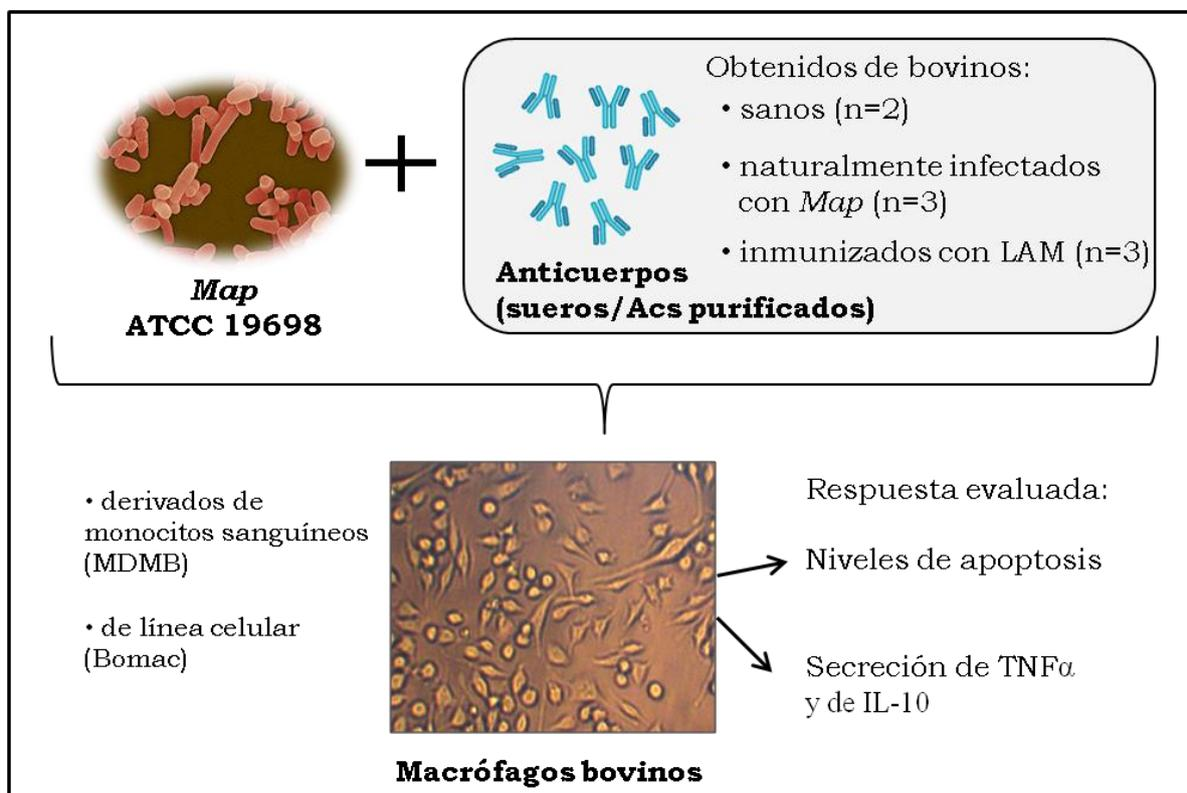 Map
ATCC 19698
+
Anticuerpos
(sueros/Acs purificados)
Obtenidos de bovinos:
• sanos (n=2)
• naturalmente infectados
con Map (n=3)
• inmunizados con LAM (n=3)
• derivados de
monocitos sanguíneos
(MDMB)
• de línea celular
(Bomac)
Macrófagos bovinos
Respuesta evaluada:
Niveles de apoptosis
Secreción de TNFα
y de IL-10